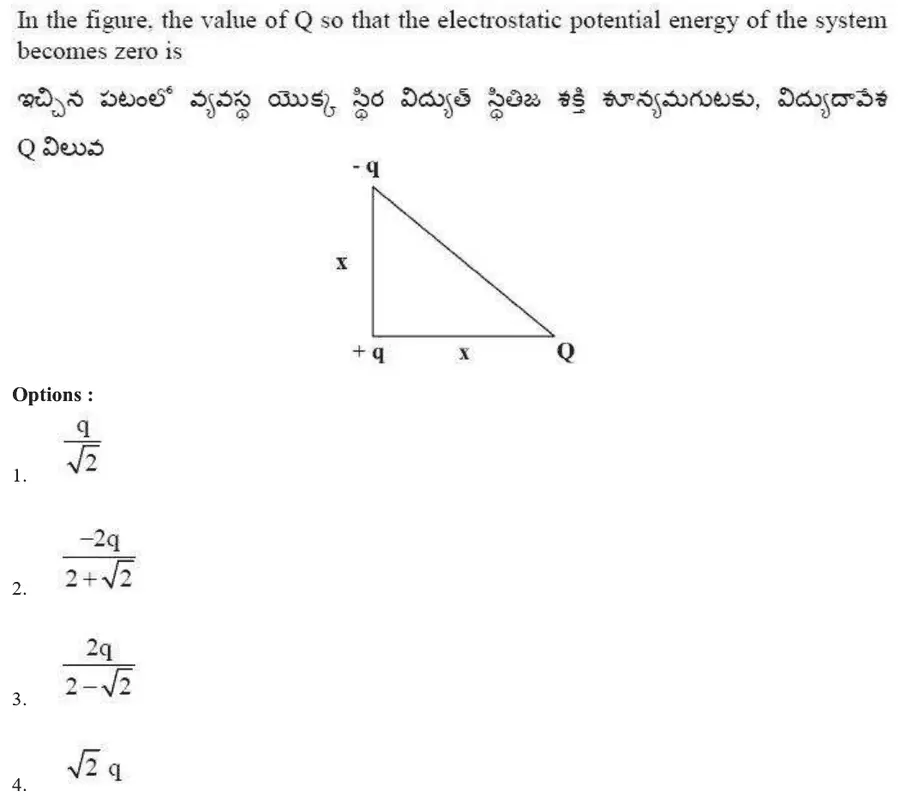 In the figure, the value of Q so that the electrostatic potential energy of the system
becomes zero is
ఇచ్చిన పటంలో వ్యవస్థ యొక్క స్థిర విద్యుత్ స్థితిజ శక్తి శూన్యమగుటకు, విద్యుదావేశ
Q విలువ
- q
x
+ q x Q
Options :
1. q/√2
2. −2q/(2+√2)
3. 2q/(2−√2)
4. √2 q